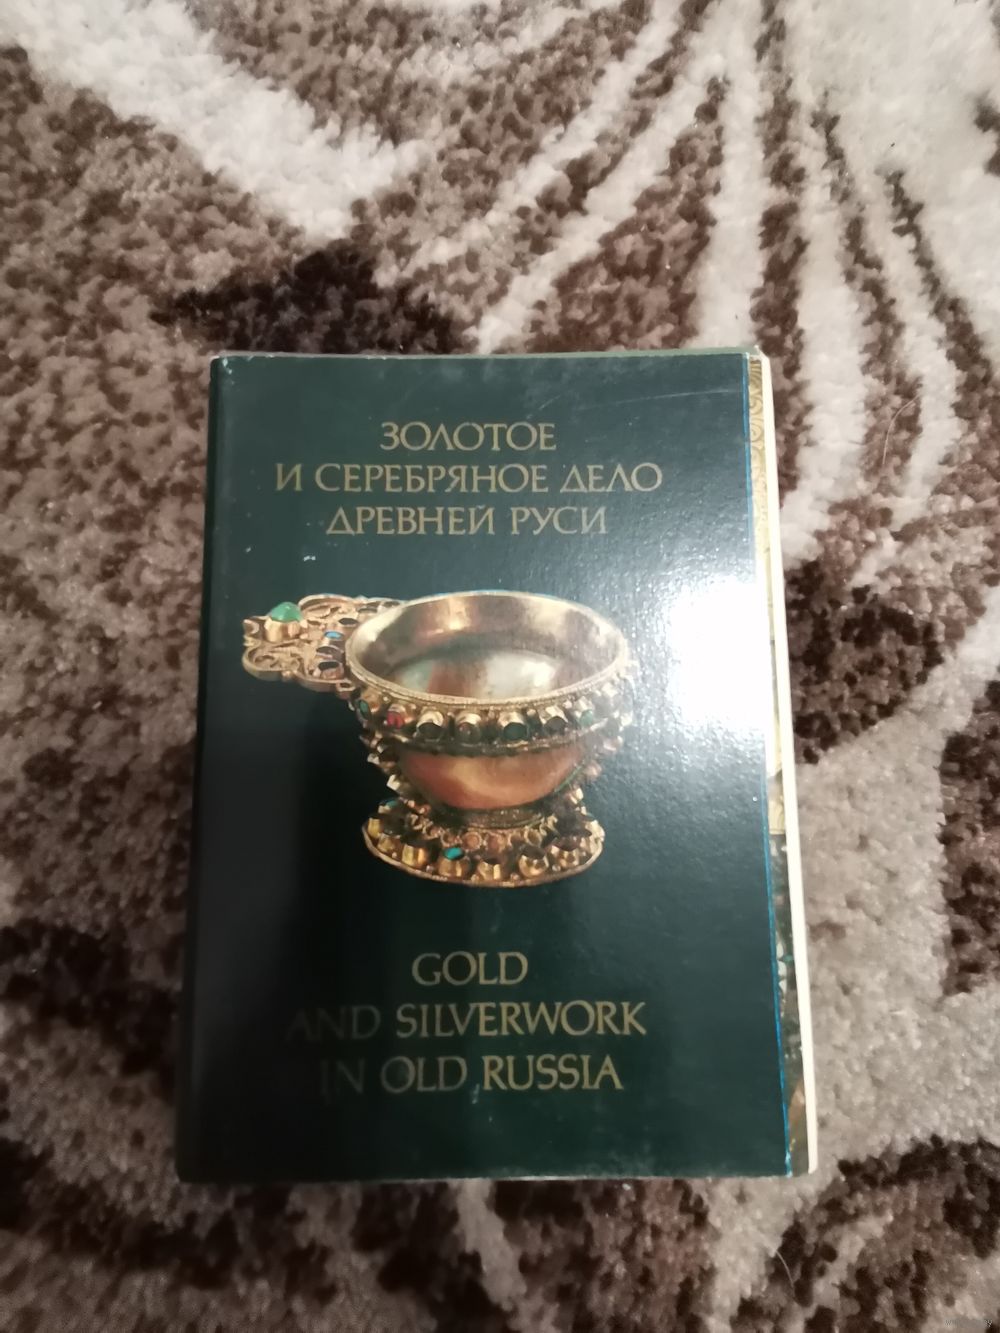 ЗОЛОТОЕ
И СЕРЕБРЯНОЕ ДЕЛО
ДРЕВНЕЙ РУСИ
GOLD
AND SILVERWORK
IN OLD RUSSIA